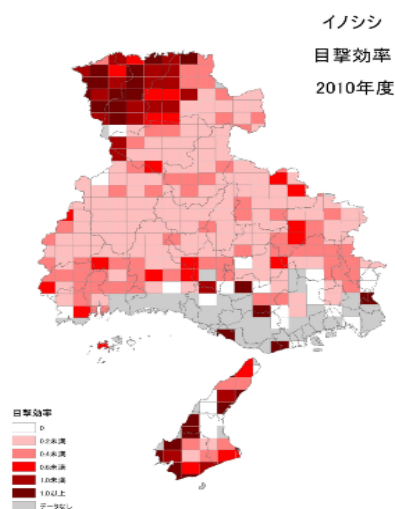 イノシシ
目撃効率
2010年度
目撃効率
0
0.2未満
0.4未満
0.6未満
1.0未満
1.0以上
データなし